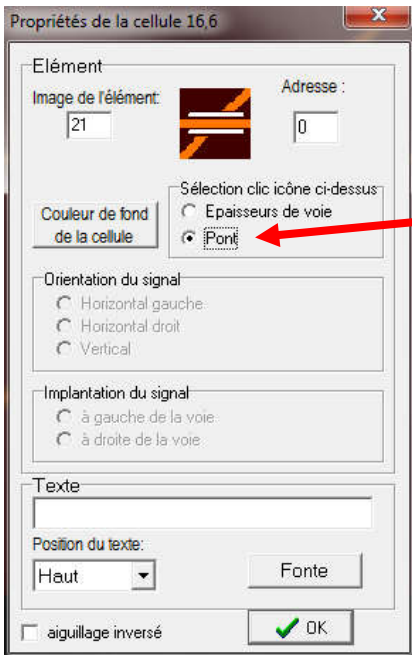 Propriétés de la cellule 16,6
Elément
Image de l'élément:
21
Adresse :
0
Couleur de fond
de la cellule
Sélection clic icône ci-dessus
Epaisseurs de voie
Pont
Orientation du signal
Horizontal gauche
Horizontal droit
Vertical
Implantation du signal
à gauche de la voie
à droite de la voie
Texte
Position du texte:
Haut
Fonte
aiguillage inversé
OK